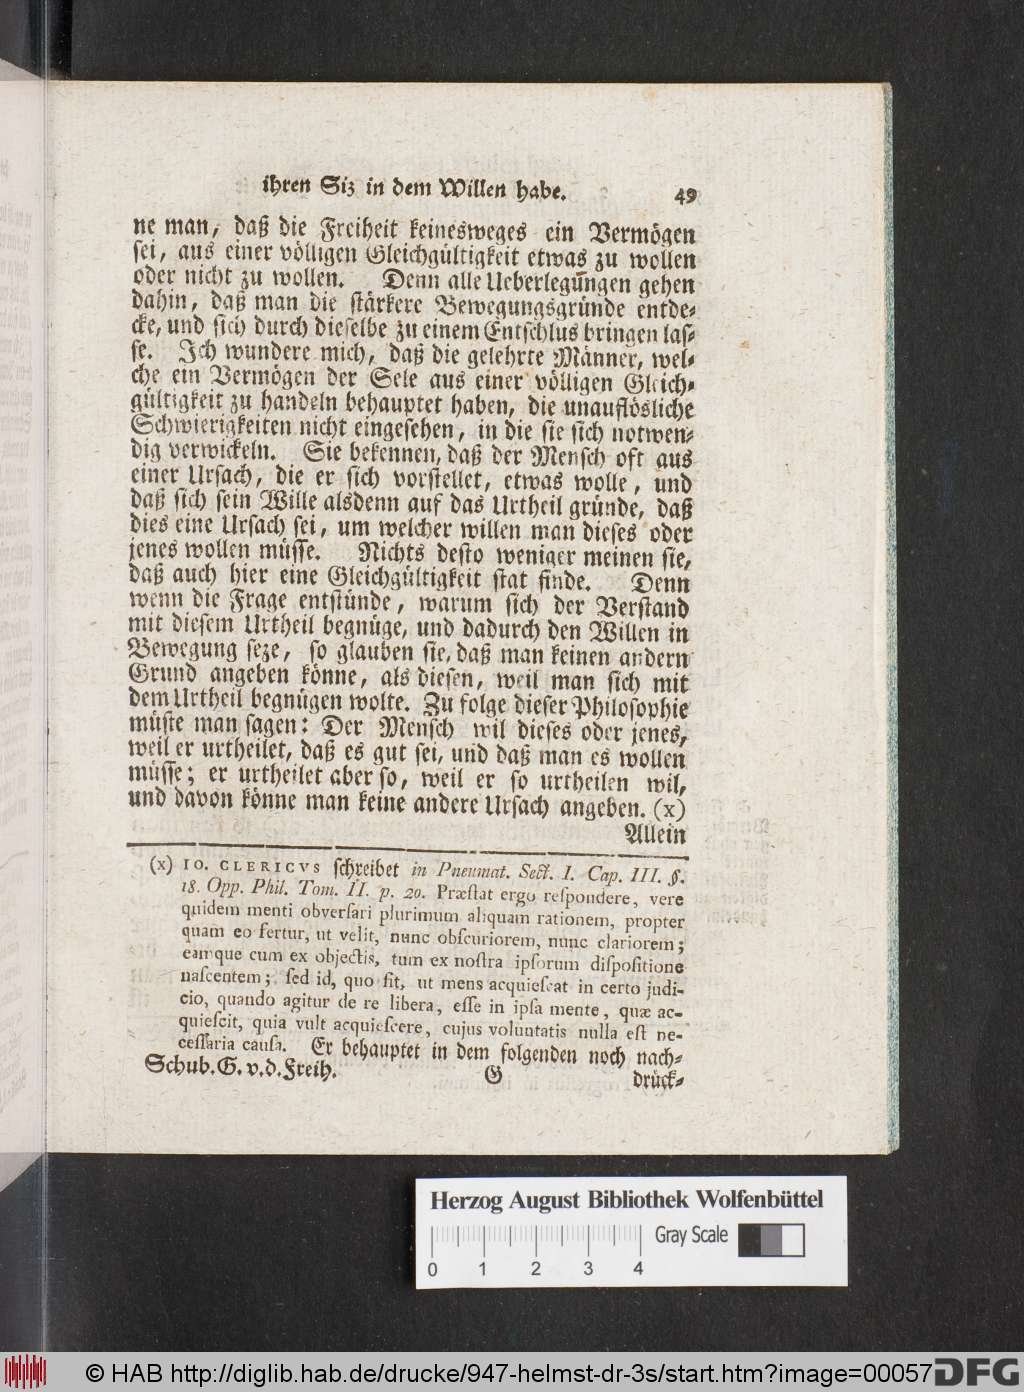 ihren Siz in dem Willen habe. 49
ne man, daß die Freiheit keinesweges ein Vermögen
sei, aus einer völligen Gleichgültigkeit etwas zu wollen
oder nicht zu wollen. Denn alle Ueberlegungen gehen
dahin, daß man die stärkere Bewegungsgründe entde-
cke, und sich durch dieselbe zu einem Entschlus bringen las-
se. Ich wundere mich, daß die gelehrte Männer, wel-
che ein Vermögen der Sele aus einer völligen Gleich-
gültigkeit zu handeln behauptet haben, die unauflösliche
Schwierigkeiten nicht eingesehen, in die sie sich notwen-
dig verwickeln. Sie bekennen, daß der Mensch oft aus
einer Ursach, die er sich vorstellet, etwas wolle, und
daß sich sein Wille alsdenn auf das Urtheil gründe, daß
dies eine Ursach sei, um welcher willen man dieses oder
jenes wollen müsse. Nichts desto weniger meinen sie,
daß auch hier eine Gleichgültigkeit stat finde. Denn
wenn die Frage entstünde, warum sich der Verstand
mit diesem Urtheil begnüge, und dadurch den Willen in
Bewegung seze, so glauben sie, daß man keinen andern
Grund angeben könne, als diesen, weil man sich mit
dem Urtheil begnügen wolte. Zu folge dieser Philosophie
müste man sagen: Der Mensch wil dieses oder jenes,
weil er urtheilet, daß es gut sei, und daß man es wollen
müsse; er urtheilet aber so, weil er so urtheilen wil,
und davon könne man keine andere Ursach angeben. (x)
Allein
(x) IO. CLERICVS schreibet in Pneumat. Sect. I. Cap. III. §.
18. Opp. Phil. Tom. II. p. 20. Præstat ergo respondere, vere
quidem menti obversari plurimum aliquam rationem, propter
quam eo fertur, ut velit, nunc obscuriorem, nunc clariorem;
eamque cum ex objectis, tum ex nostra ipsorum dispositione
nascentem; sed id, quo fit, ut mens acquiescat in certo judi-
cio, quando agitur de re libera, esse in ipsa mente, quæ ac-
quiescit, quia vult acquiescere, cujus voluntatis nulla est ne-
cessaria causa. Er behauptet in dem folgenden noch nach-
Schub. G. v. d. Freih. G drück-
Herzog August Bibliothek Wolfenbüttel
Gray Scale
0 1 2 3 4
© HAB http://diglib.hab.de/drucke/947-helmst-dr-3s/start.htm?image=00057
DFG